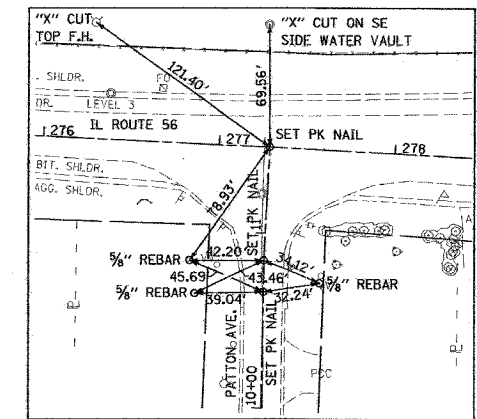 "X" CUT
TOP F.H.
"X" CUT ON SE
SIDE WATER VAULT
121.40'
69.56'
. SHLDR.
FO
DR.
LEVEL 3
IL ROUTE 56
SET PK NAIL
276
277
278
BIT. SHLDR.
AGG. SHLDR.
78.93'
SET PK NAIL
5/8" REBAR
42.20'
34.12'
45.69'
43.46'
5/8" REBAR
5/8" REBAR
39.04'
32.24'
PATTON AVE.
10+00
SET PK NAIL
PCC